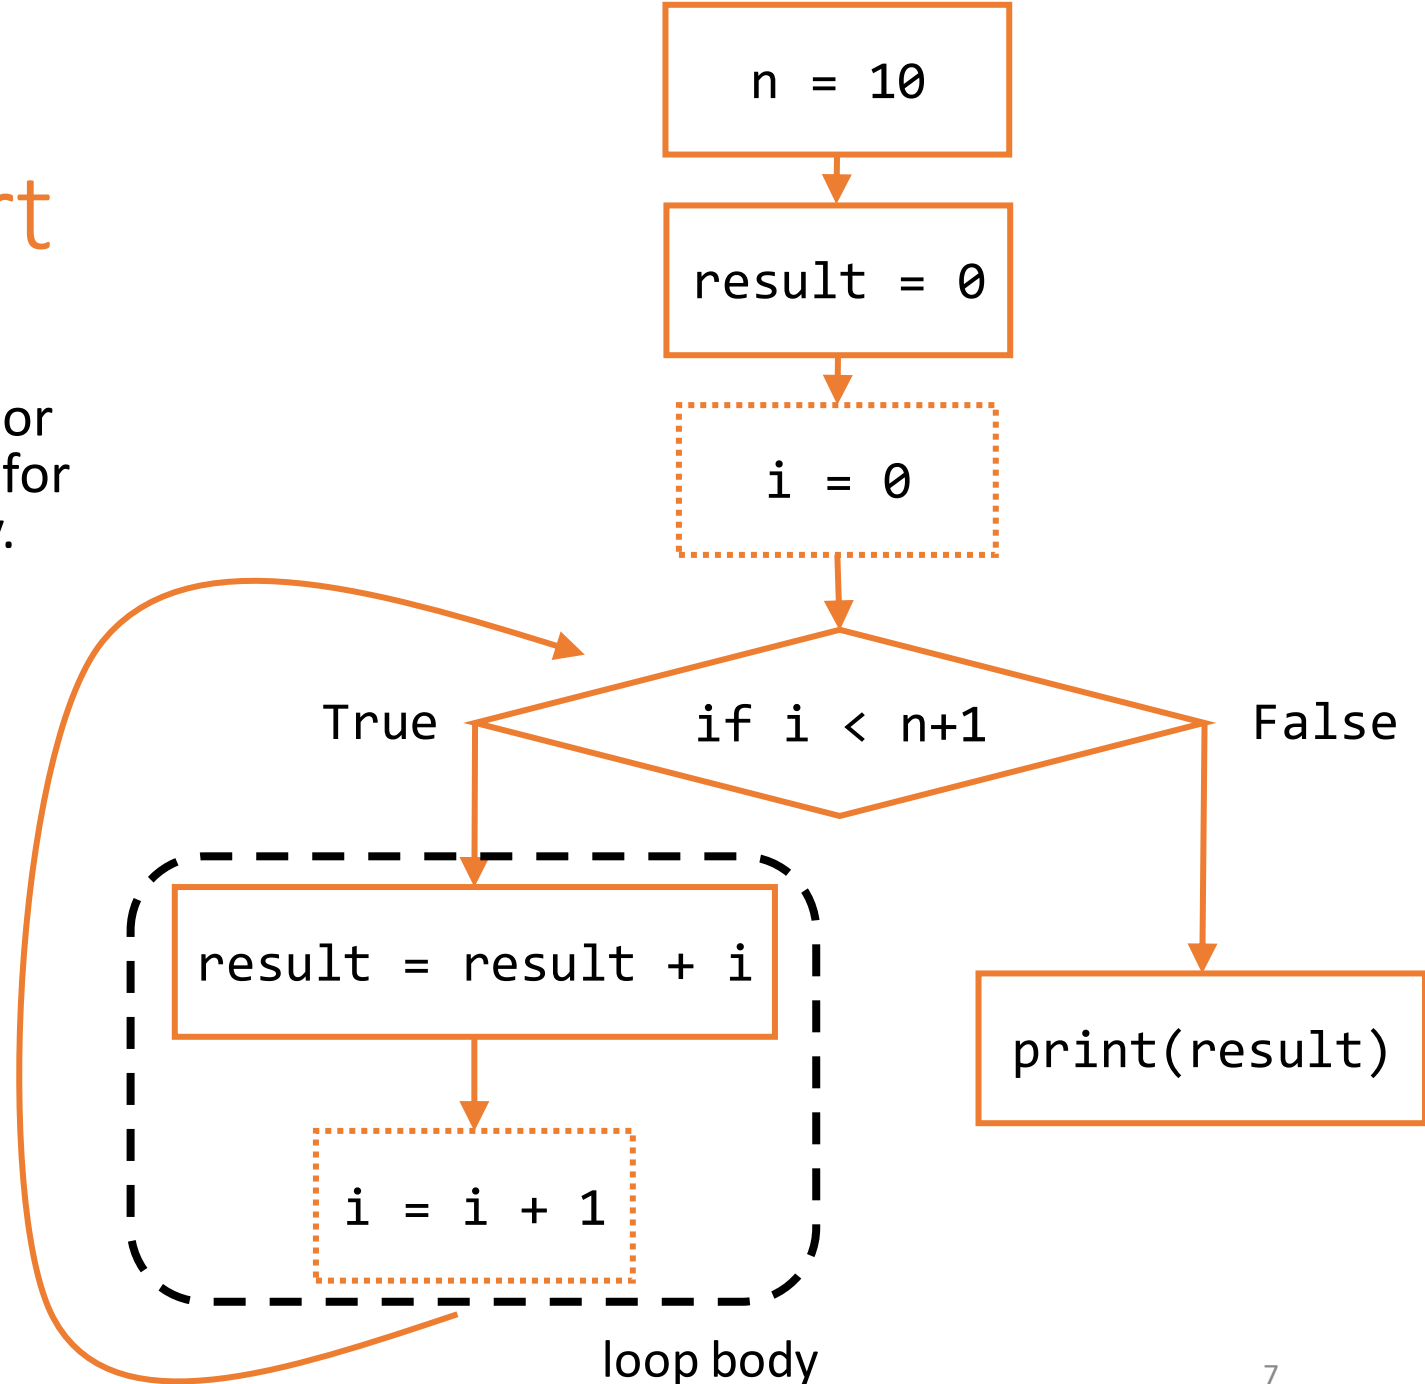 n = 10
rt
result = 0
or
for
i = 0
True
if i < n+1
False
result = result + i
print(result)
i = i + 1
loop body
7